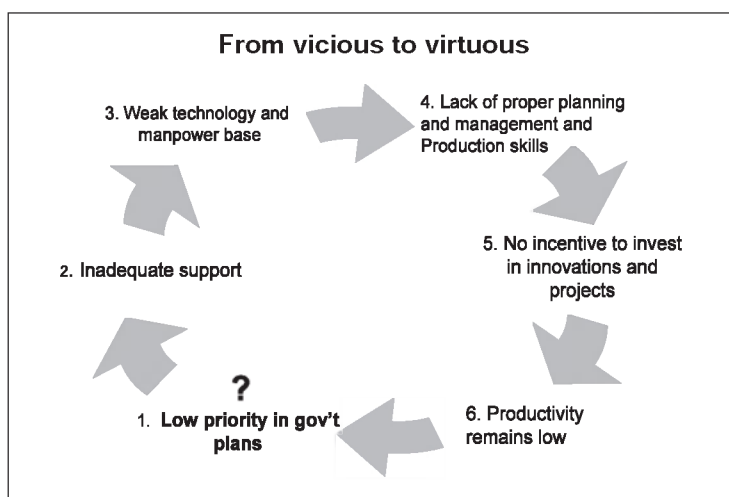 From vicious to virtuous
3. Weak technology and
manpower base
4. Lack of proper planning
and management and
Production skills
5. No incentive to invest
in innovations and
projects
6. Productivity
remains low
?
1. Low priority in gov't
plans
2. Inadequate support